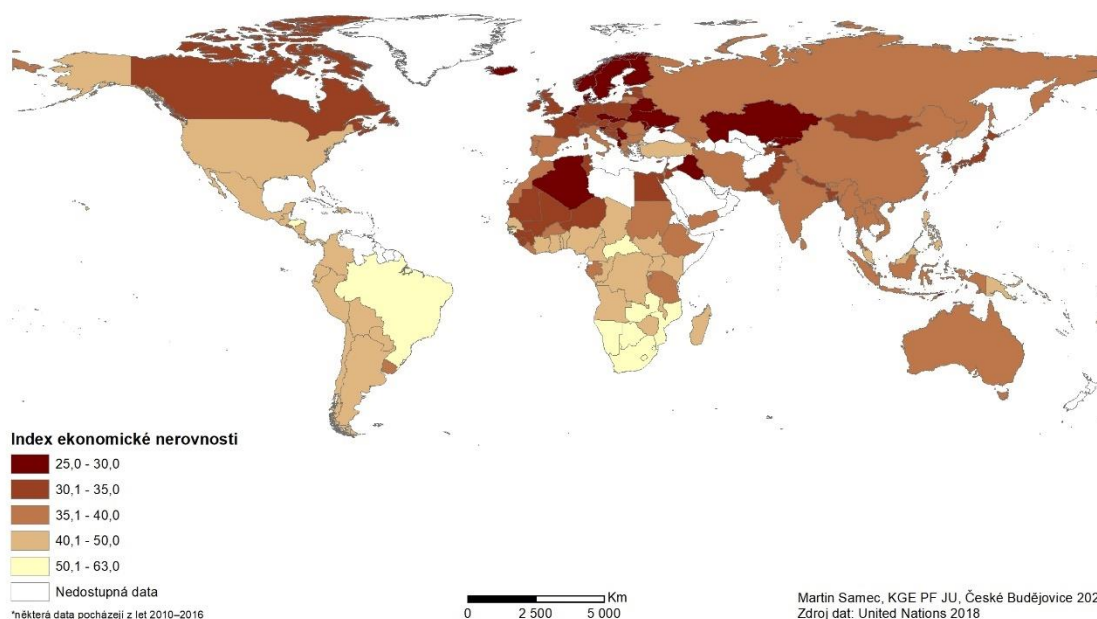 Index ekonomické nerovnosti
25,0 - 30,0
30,1 - 35,0
35,1 - 40,0
40,1 - 50,0
50,1 - 63,0
Nedostupná data
*některá data pocházejí z let 2010–2016
Km
0 2 500 5 000
Martin Samec, KGE PF JU, České Budějovice 202
Zdroj dat: United Nations 2018